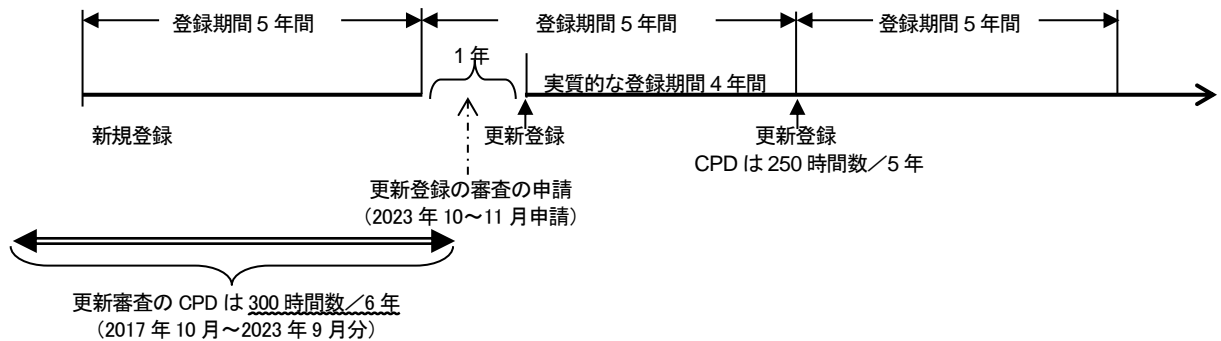 登録期間 5 年間
登録期間 5 年間
登録期間 5 年間
1 年
実質的な登録期間 4 年間
新規登録
更新登録
更新登録
CPD は 250 時間数／5 年
更新登録の審査の申請
（2023 年 10～11 月申請）
更新審査の CPD は 300 時間数／6 年
（2017 年 10 月～2023 年 9 月分）